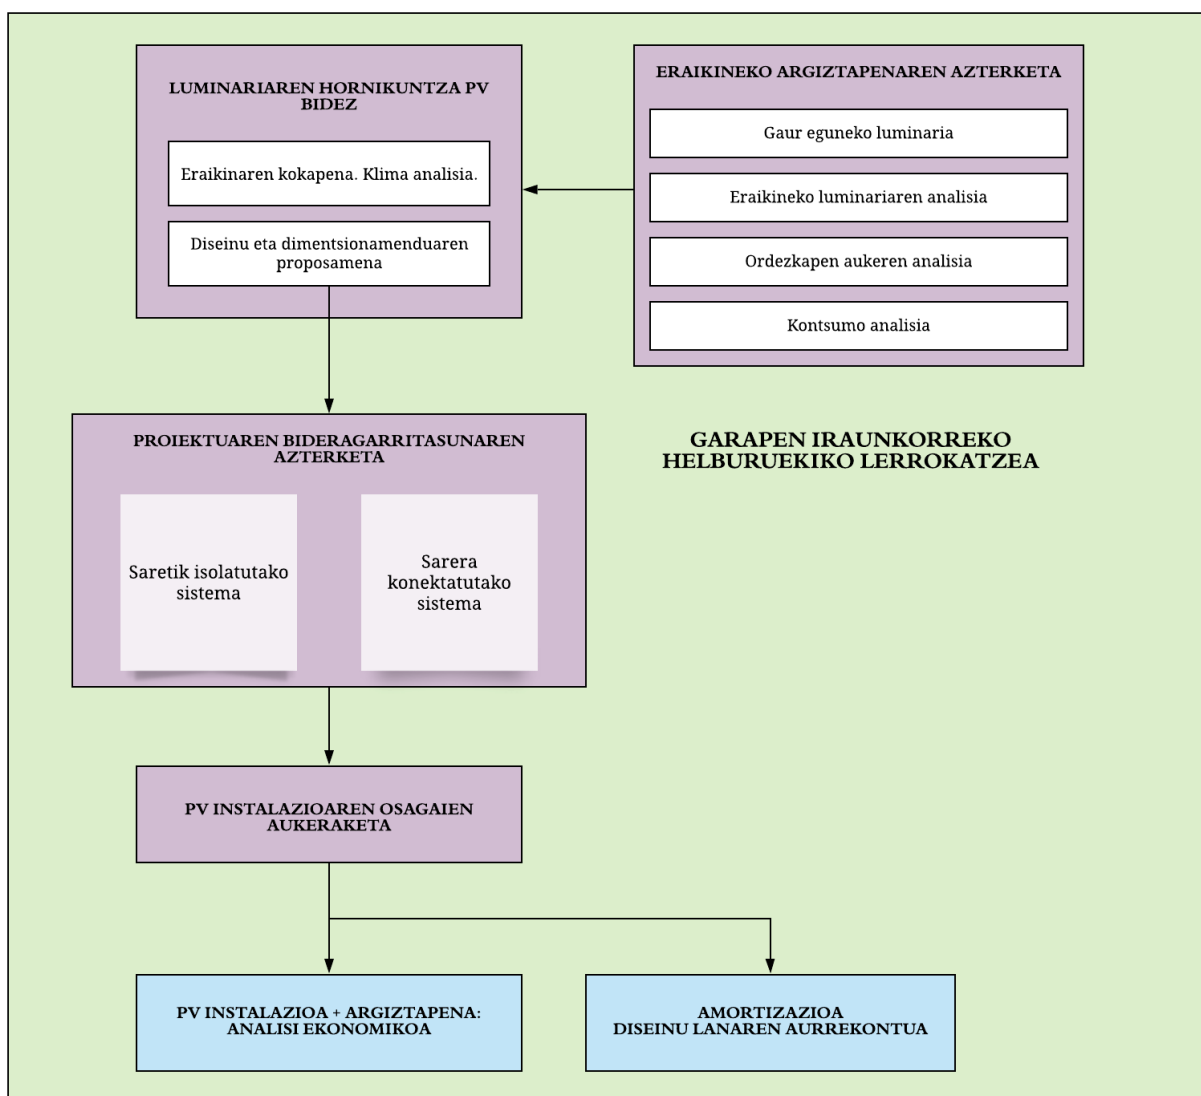 LUMINARIAREN HORNIKUNTZA PV
BIDEZ
Eraikinaren kokapena. Klima analisia.
Diseinu eta dimentsionamenduaren
proposamena
ERAIKINEKO ARGIZTAPENAREN AZTERKETA
Gaur eguneko luminaria
Eraikineko luminariaren analisia
Ordezkapen aukeren analisia
Kontsumo analisia
PROIEKTUAREN BIDERAGARRITASUNAREN
AZTERKETA
Saretik isolatutako
sistema
Sarera
konektatutako
sistema
GARAPEN IRAUNKORREKO
HELBURUEKIKO LERROKATZEA
PV INSTALAZIOAREN OSAGAIEN
AUKERAKETA
PV INSTALAZIOA + ARGIZTAPENA:
ANALISI EKONOMIKOA
AMORTIZAZIOA
DISEINU LANAREN AURREKONTUA